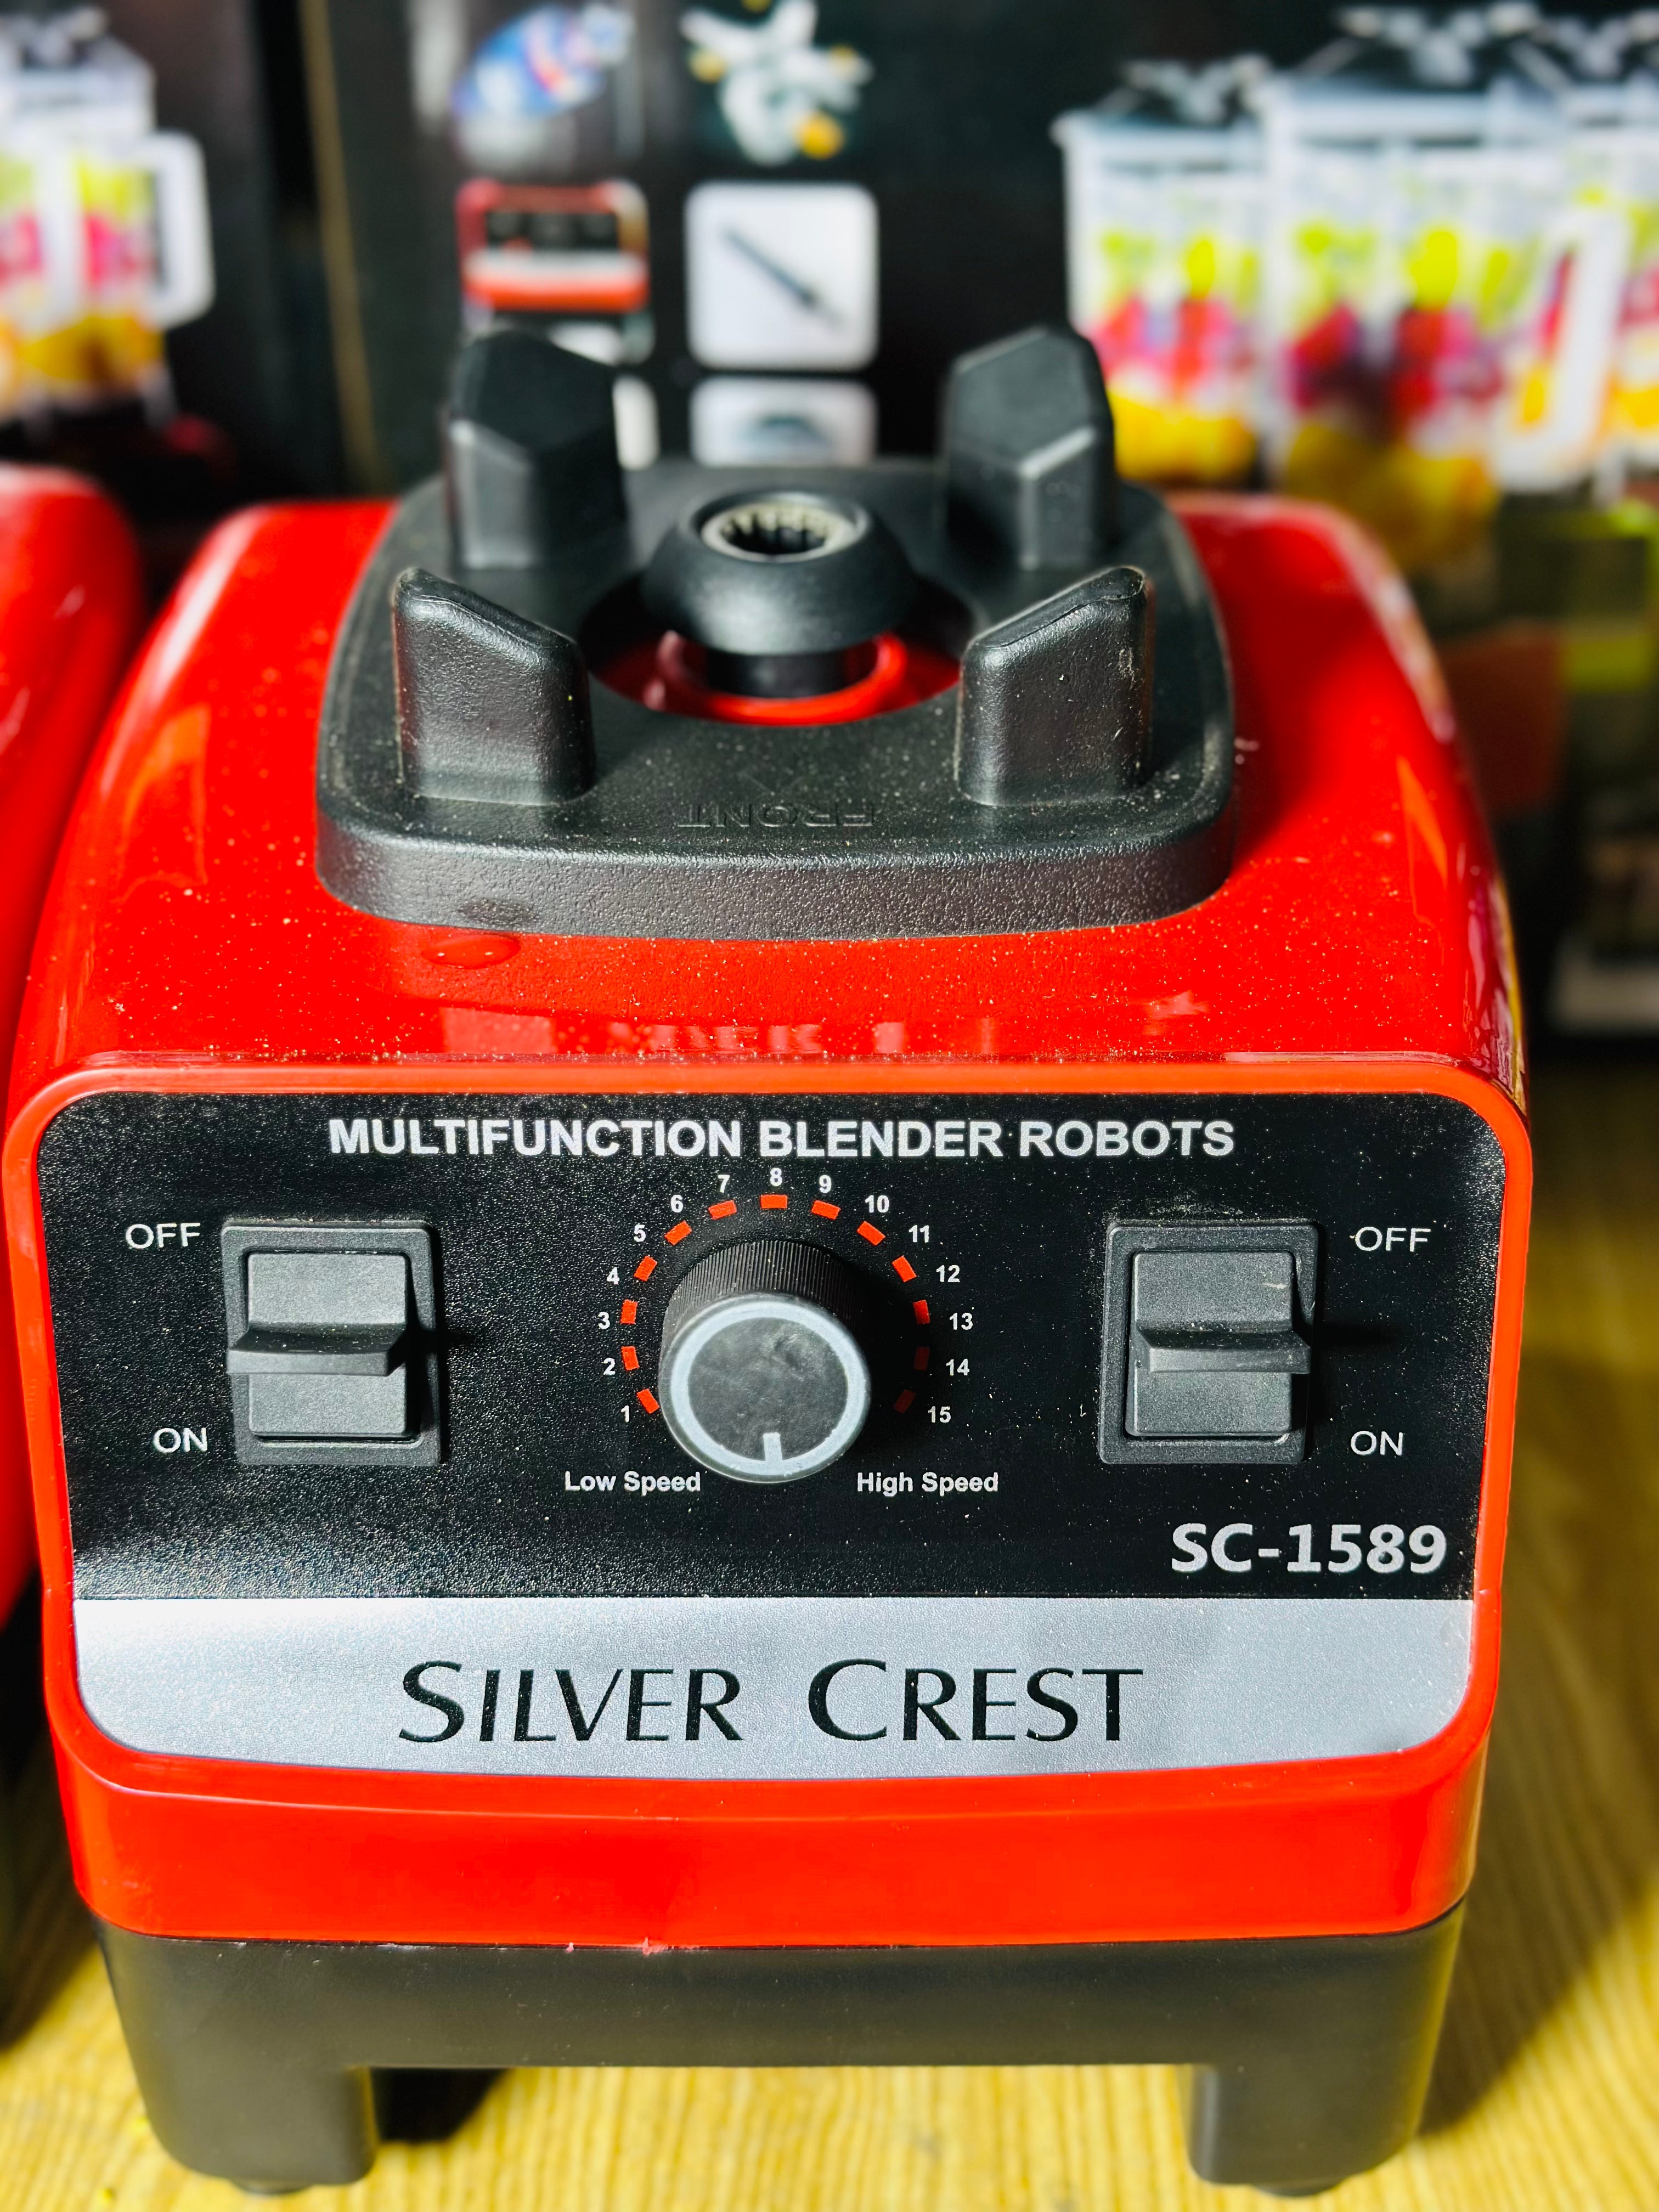 FRONT
MULTIFUNCTION BLENDER ROBOTS
OFF
ON
1 2 3 4 5 6 7 8 9 10 11 12 13 14 15
Low Speed High Speed
OFF
ON
SC-1589
SILVER CREST